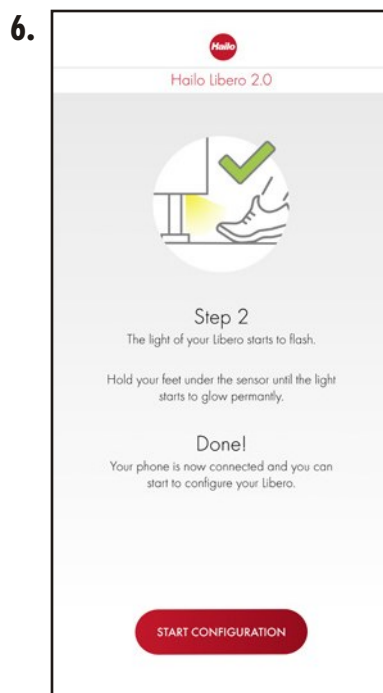 6.
Hailo
Hailo Libero 2.0
Step 2
The light of your Libero starts to flash.
Hold your feet under the sensor until the light
starts to glow permantly.
Done!
Your phone is now connected and you can
start to configure your Libero.
START CONFIGURATION